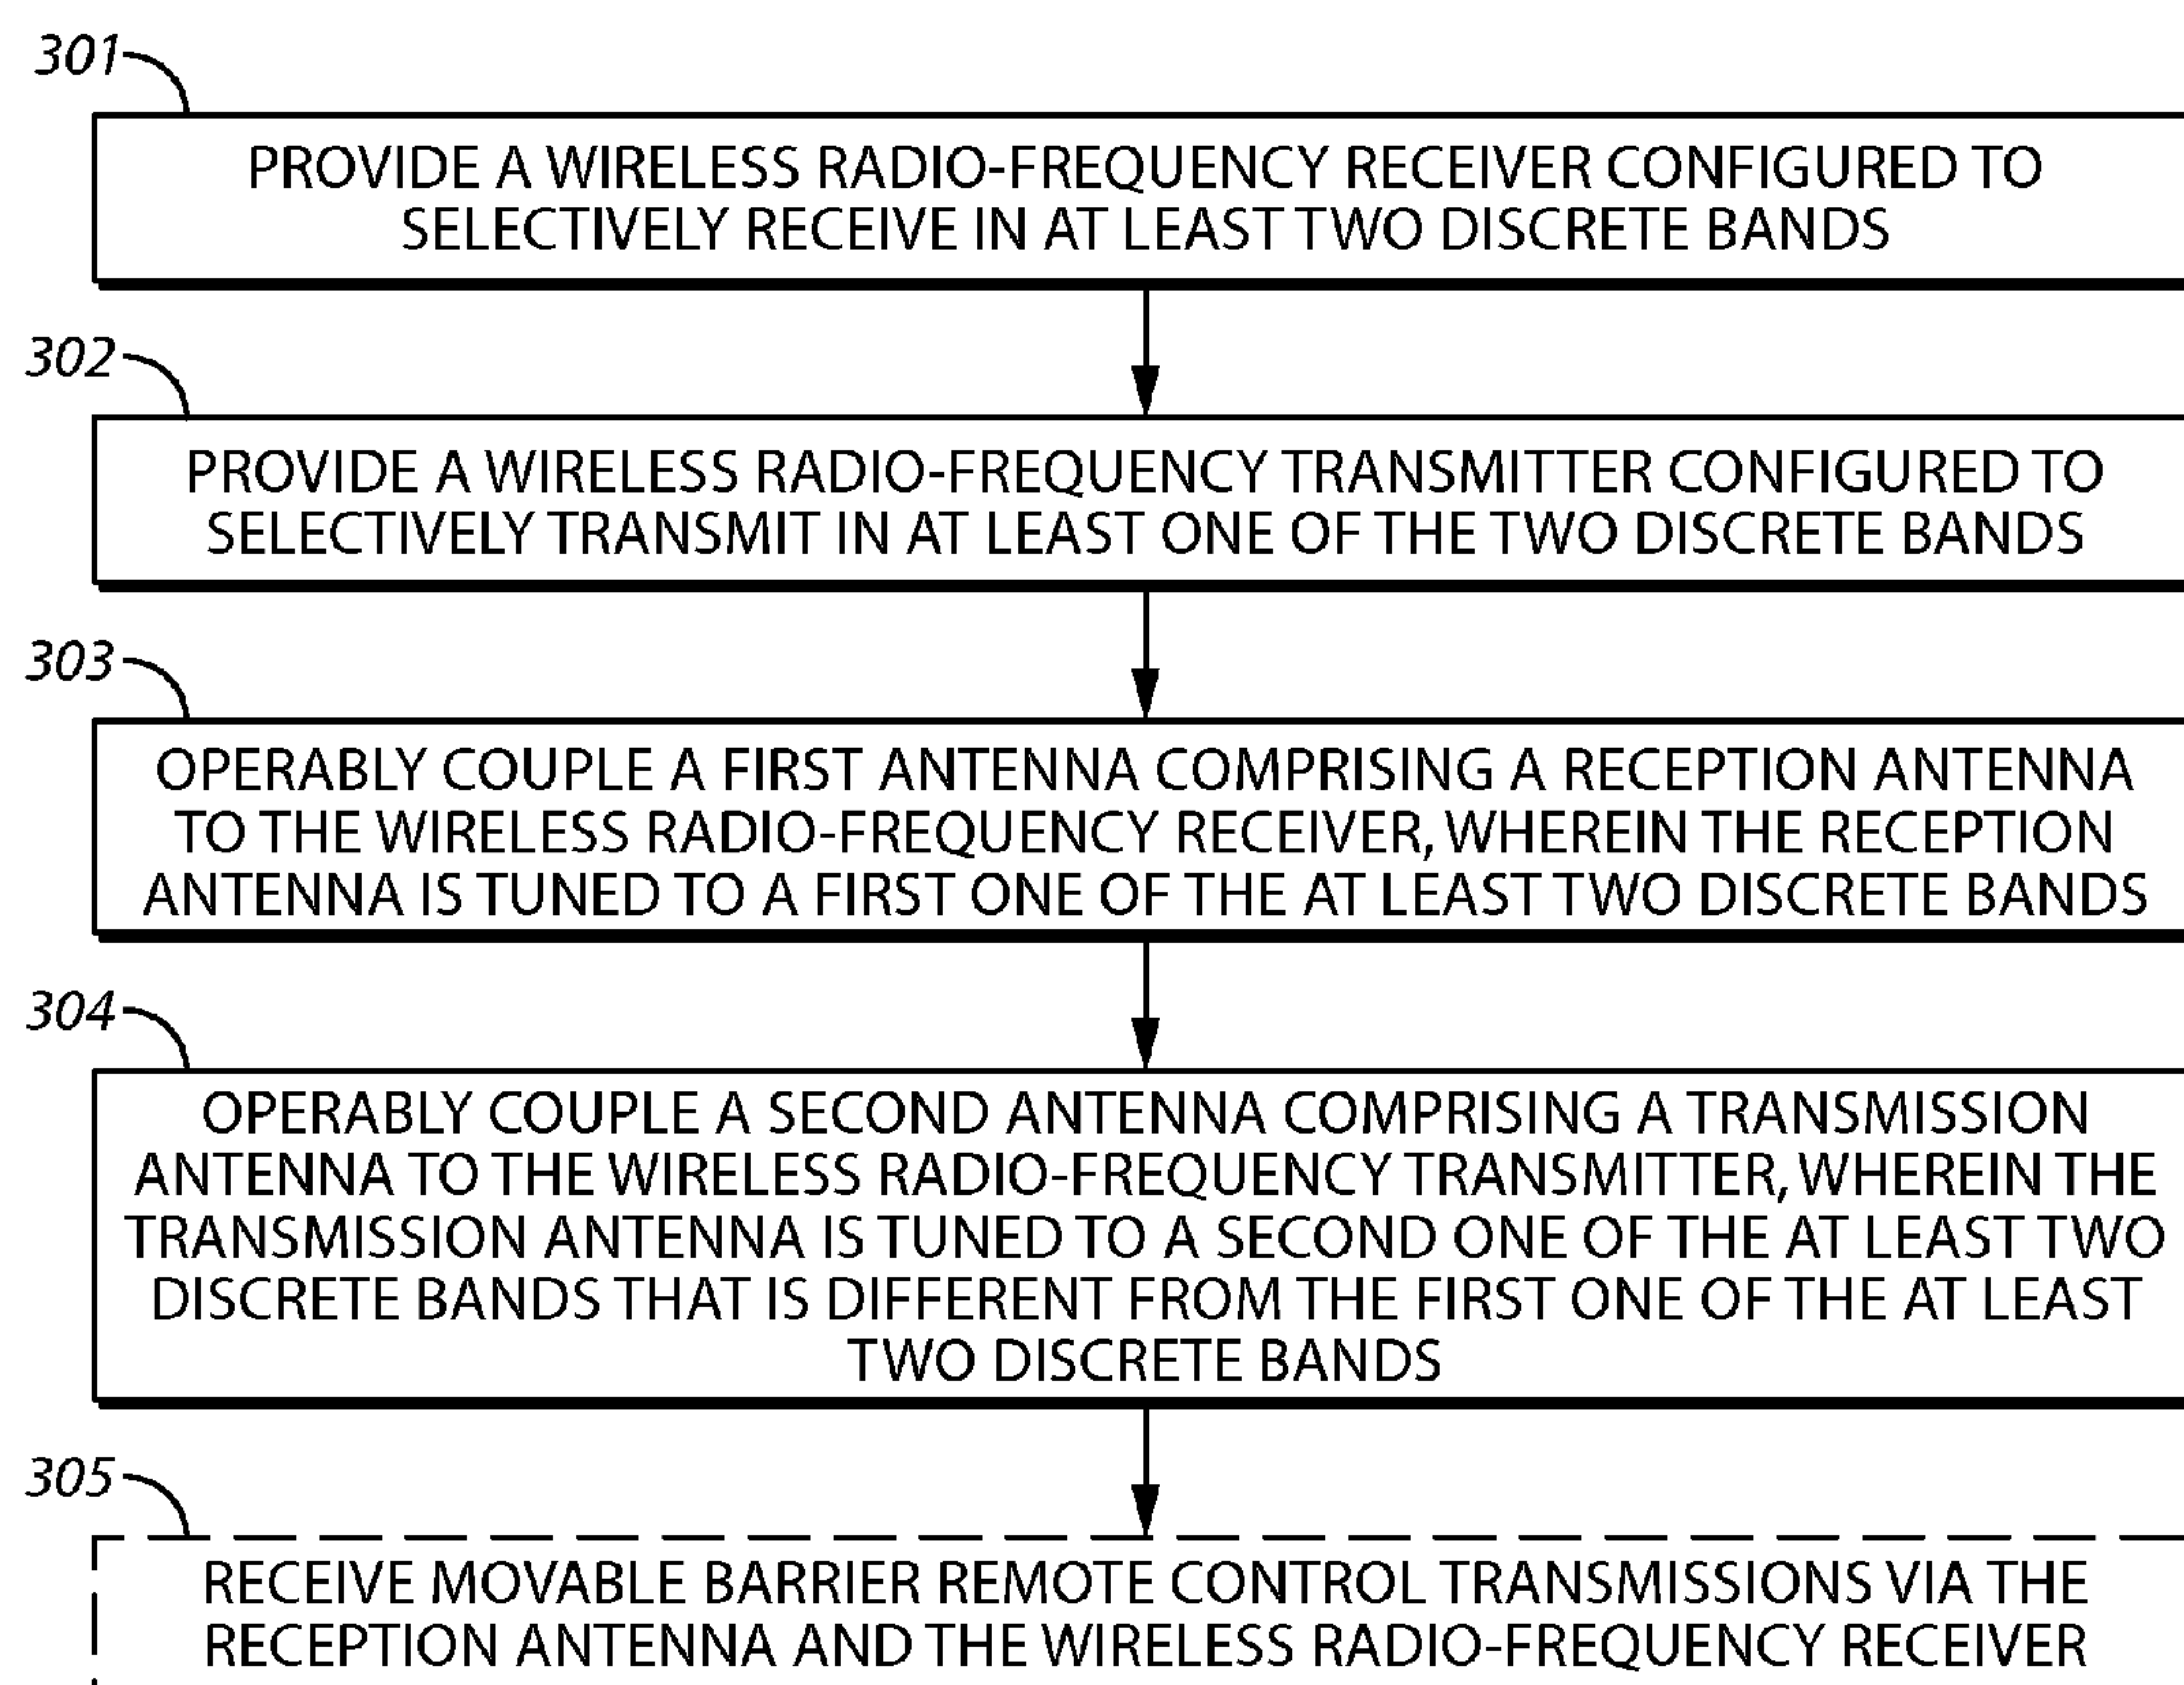 301
PROVIDE A WIRELESS RADIO-FREQUENCY RECEIVER CONFIGURED TO
SELECTIVELY RECEIVE IN AT LEAST TWO DISCRETE BANDS
302
PROVIDE A WIRELESS RADIO-FREQUENCY TRANSMITTER CONFIGURED TO
SELECTIVELY TRANSMIT IN AT LEAST ONE OF THE TWO DISCRETE BANDS
303
OPERABLY COUPLE A FIRST ANTENNA COMPRISING A RECEPTION ANTENNA
TO THE WIRELESS RADIO-FREQUENCY RECEIVER, WHEREIN THE RECEPTION
ANTENNA IS TUNED TO A FIRST ONE OF THE AT LEAST TWO DISCRETE BANDS
304
OPERABLY COUPLE A SECOND ANTENNA COMPRISING A TRANSMISSION
ANTENNA TO THE WIRELESS RADIO-FREQUENCY TRANSMITTER, WHEREIN THE
TRANSMISSION ANTENNA IS TUNED TO A SECOND ONE OF THE AT LEAST TWO
DISCRETE BANDS THAT IS DIFFERENT FROM THE FIRST ONE OF THE AT LEAST
TWO DISCRETE BANDS
305
RECEIVE MOVABLE BARRIER REMOTE CONTROL TRANSMISSIONS VIA THE
RECEPTION ANTENNA AND THE WIRELESS RADIO-FREQUENCY RECEIVER